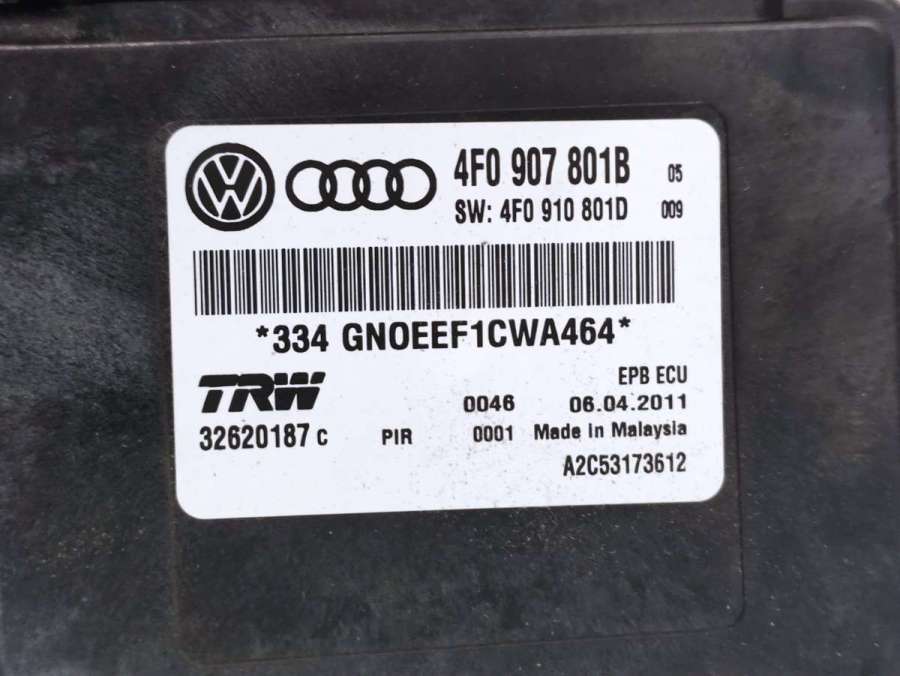 4F0 907 801B 05
SW: 4F0 910 801D 009
*334 GNOEEF1CWA464*
TRW EPB ECU
0046 06.04.2011
32620187 C PIR 0001 Made in Malaysia
A2C53173612